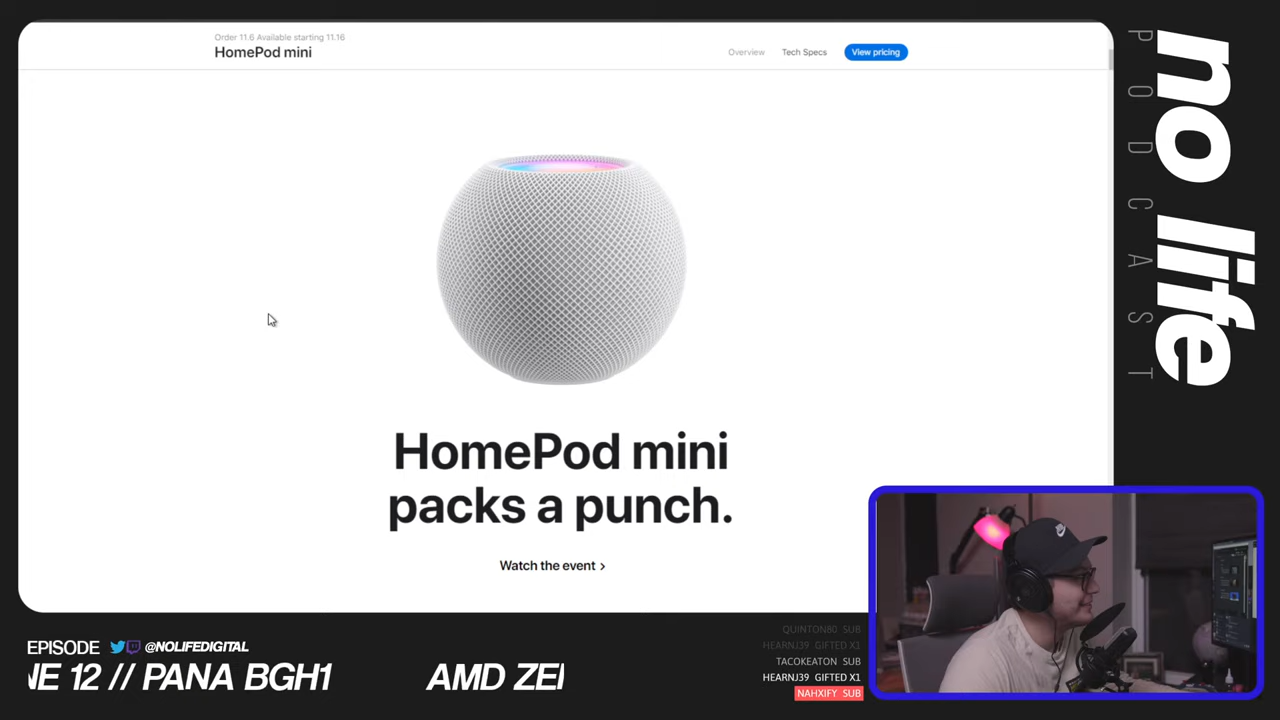 Order 11.6 Available starting 11.16
HomePod mini
Overview
Tech Specs
View pricing
HomePod mini
packs a punch.
Watch the event >
no life
PODCAST
EPISODE
@NOLIFEDIGITAL
NE 12 // PANA BGH1
AMD ZEN
QUINTON80 SUB
HEARNJ39 GIFTED X1
TACOKEATON SUB
HEARNJ39 GIFTED X1
NAHXIFY SUB